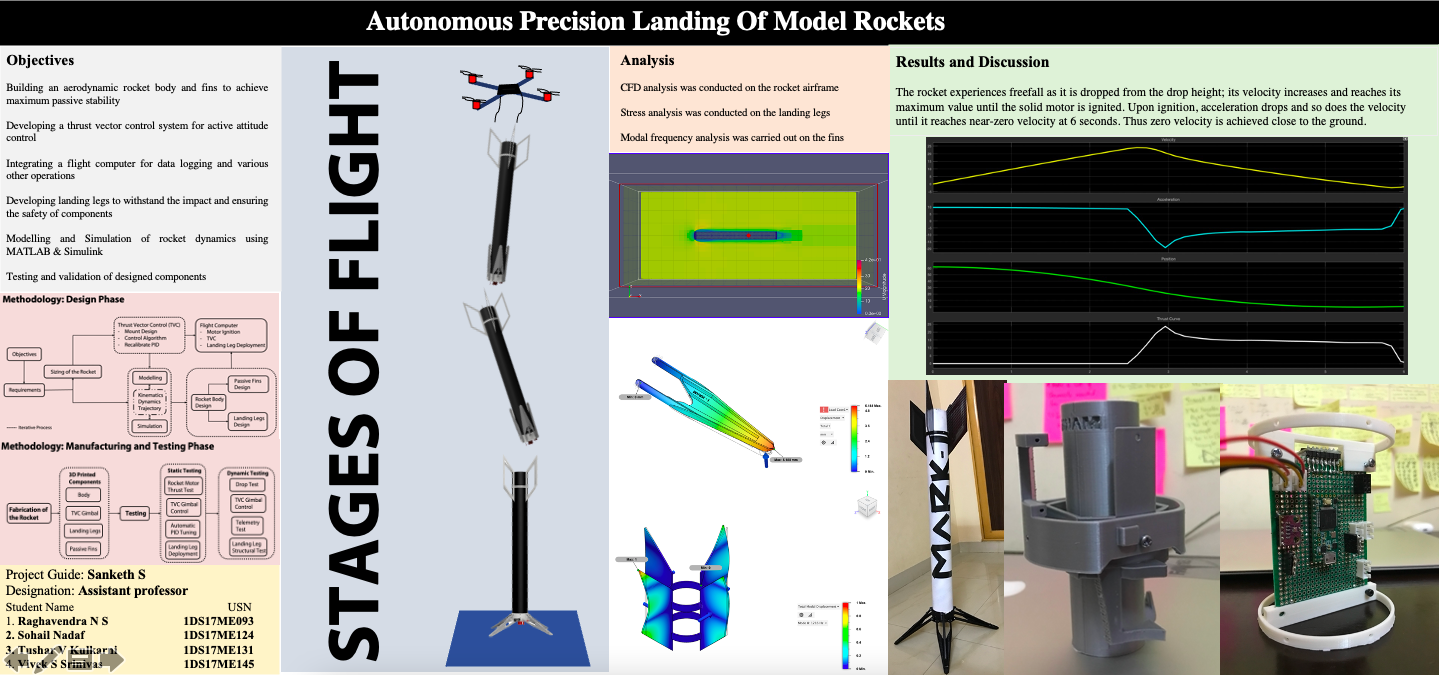 Autonomous Precision Landing Of Model Rockets
Objectives
Building an aerodynamic rocket body and fins to achieve
maximum passive stability
Developing a thrust vector control system for active attitude
control
Integrating a flight computer for data logging and various
other operations
Developing landing legs to withstand the impact and ensuring
the safety of components
Modelling and Simulation of rocket dynamics using
MATLAB & Simulink
Testing and validation of designed components
Methodology: Design Phase
Objectives
Requirements
Sizing of the Rocket
Thrust Vector Control (TVC)
- Mount Design
- Control Algorithm
- Recalibrate PID
Flight Computer
- Motor Ignition
- TVC
- Landing Leg Deployment
Modelling
Kinematics
Dynamics
Trajectory
Simulation
Rocket Body
Design
Passive Fins
Design
Landing Legs
Design
Iterative Process
Methodology: Manufacturing and Testing Phase
Fabrication of
the Rocket
3D Printed
Components
Body
TVC Gimbal
Landing Legs
Passive Fins
Testing
Static Testing
Rocket Motor
Thrust Test
TVC Gimbal
Control
Automatic
PID Tuning
Landing Leg
Deployment
Dynamic Testing
Drop Test
TVC Gimbal
Control
Telemetry
Test
Landing Leg
Structural Test
Project Guide: Sanketh S
Designation: Assistant professor
Student Name USN
1. Raghavendra N S 1DS17ME093
2. Sohail Nadaf 1DS17ME124
3. Tushar V Kulkarni 1DS17ME131
4. Vivek S Srinivas 1DS17ME145
STAGES OF FLIGHT
Analysis
CFD analysis was conducted on the rocket airframe
Stress analysis was conducted on the landing legs
Modal frequency analysis was carried out on the fins
Results and Discussion
The rocket experiences freefall as it is dropped from the drop height; its velocity increases and reaches its
maximum value until the solid motor is ignited. Upon ignition, acceleration drops and so does the velocity
until it reaches near-zero velocity at 6 seconds. Thus zero velocity is achieved close to the ground.
Velocity
Acceleration
Position
Thrust Curve
MARK-II